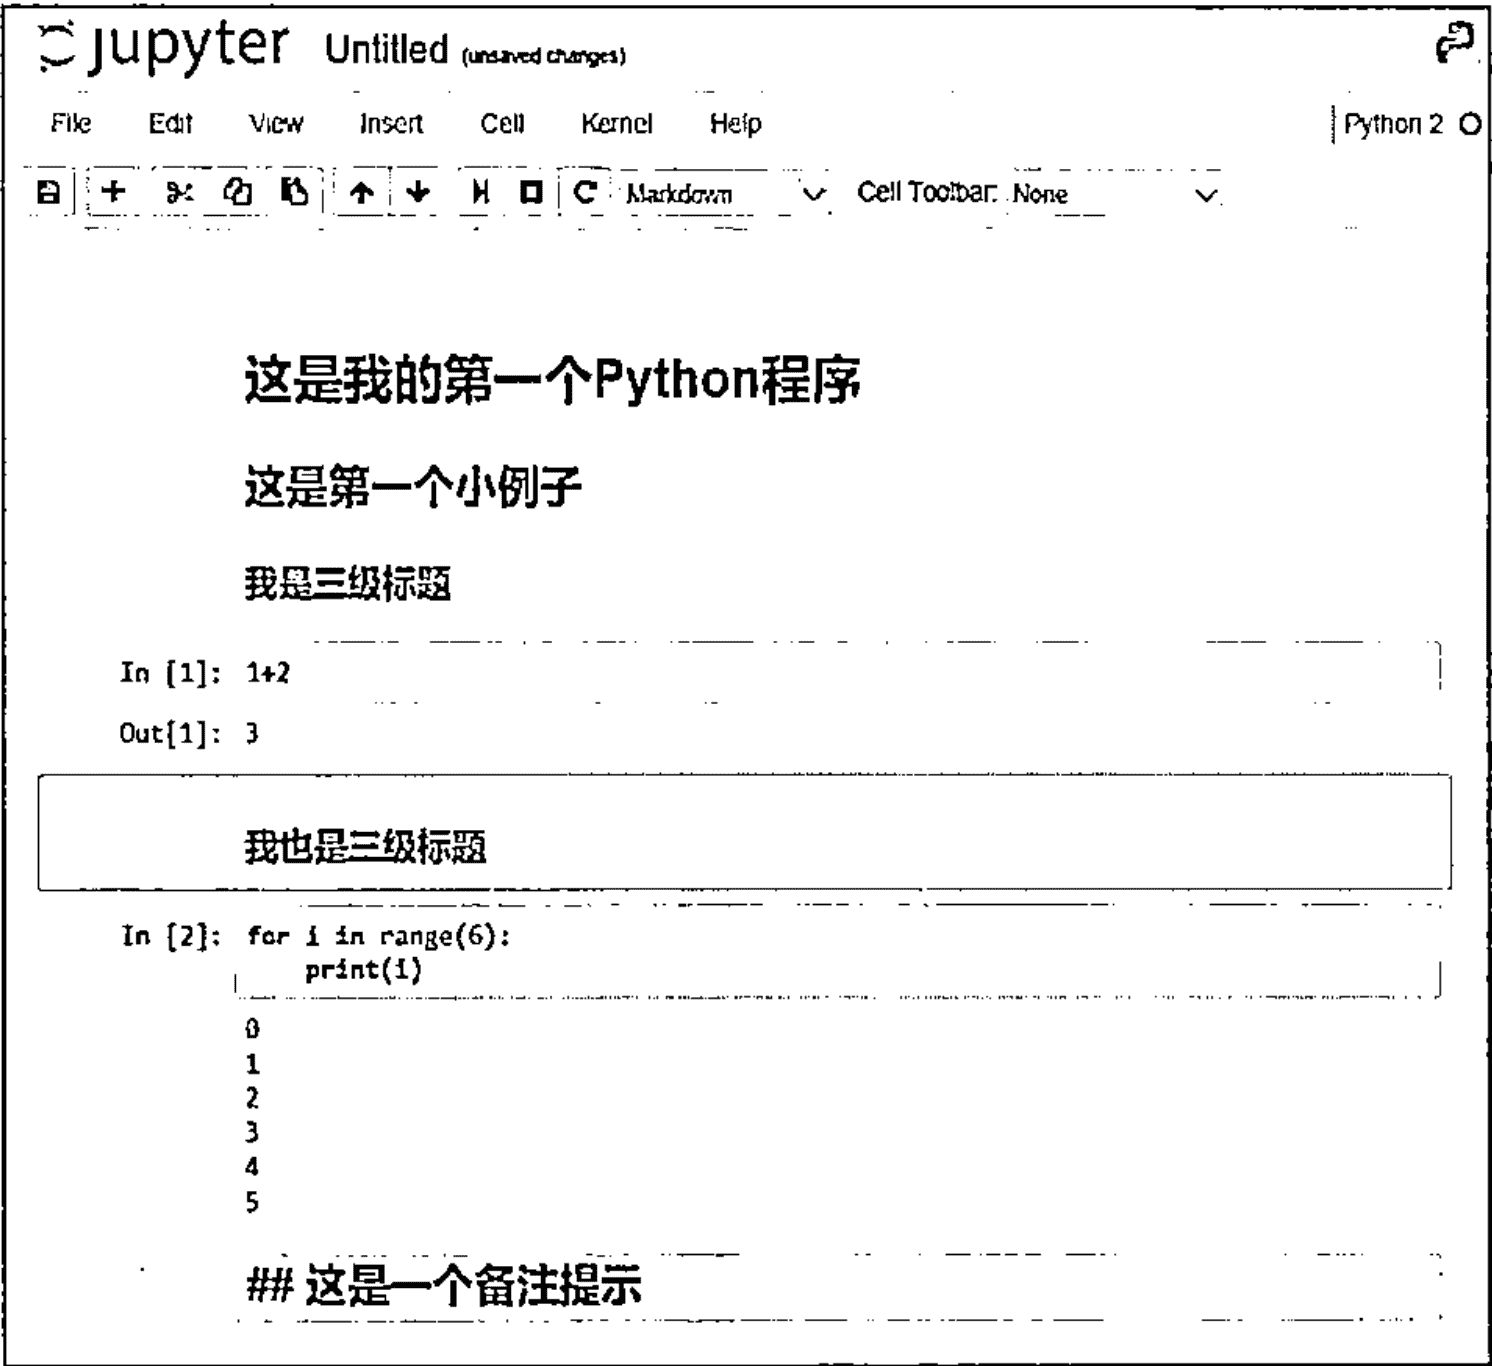 jupyter Untitled (unsaved changes)
File Edit View Insert Cell Kernel Help Python 2
Markdown Cell Toolbar: None
这是我的第一个Python程序
这是第一个小例子
我是三级标题
In [1]: 1+2
Out[1]: 3
我也是三级标题
In [2]: for i in range(6):
print(i)
0
1
2
3
4
5
## 这是一个备注提示